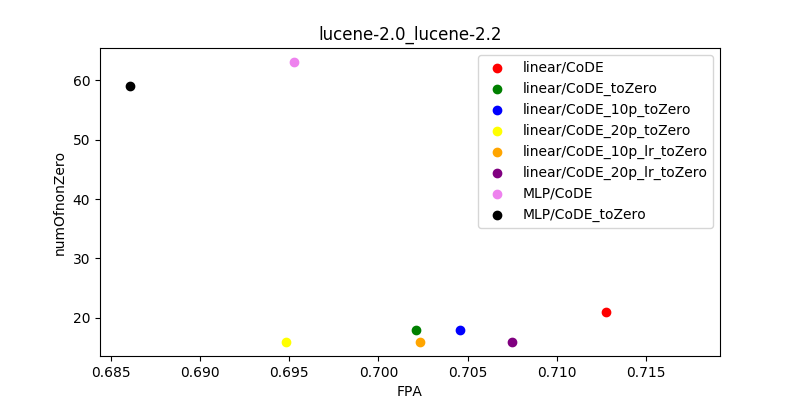 lucene-2.0_lucene-2.2
numOfnonZero
60
50
40
30
20
linear/CoDE
linear/CoDE_toZero
linear/CoDE_10p_toZero
linear/CoDE_20p_toZero
linear/CoDE_10p_lr_toZero
linear/CoDE_20p_lr_toZero
MLP/CoDE
MLP/CoDE_toZero
0.685 0.690 0.695 0.700 0.705 0.710 0.715
FPA